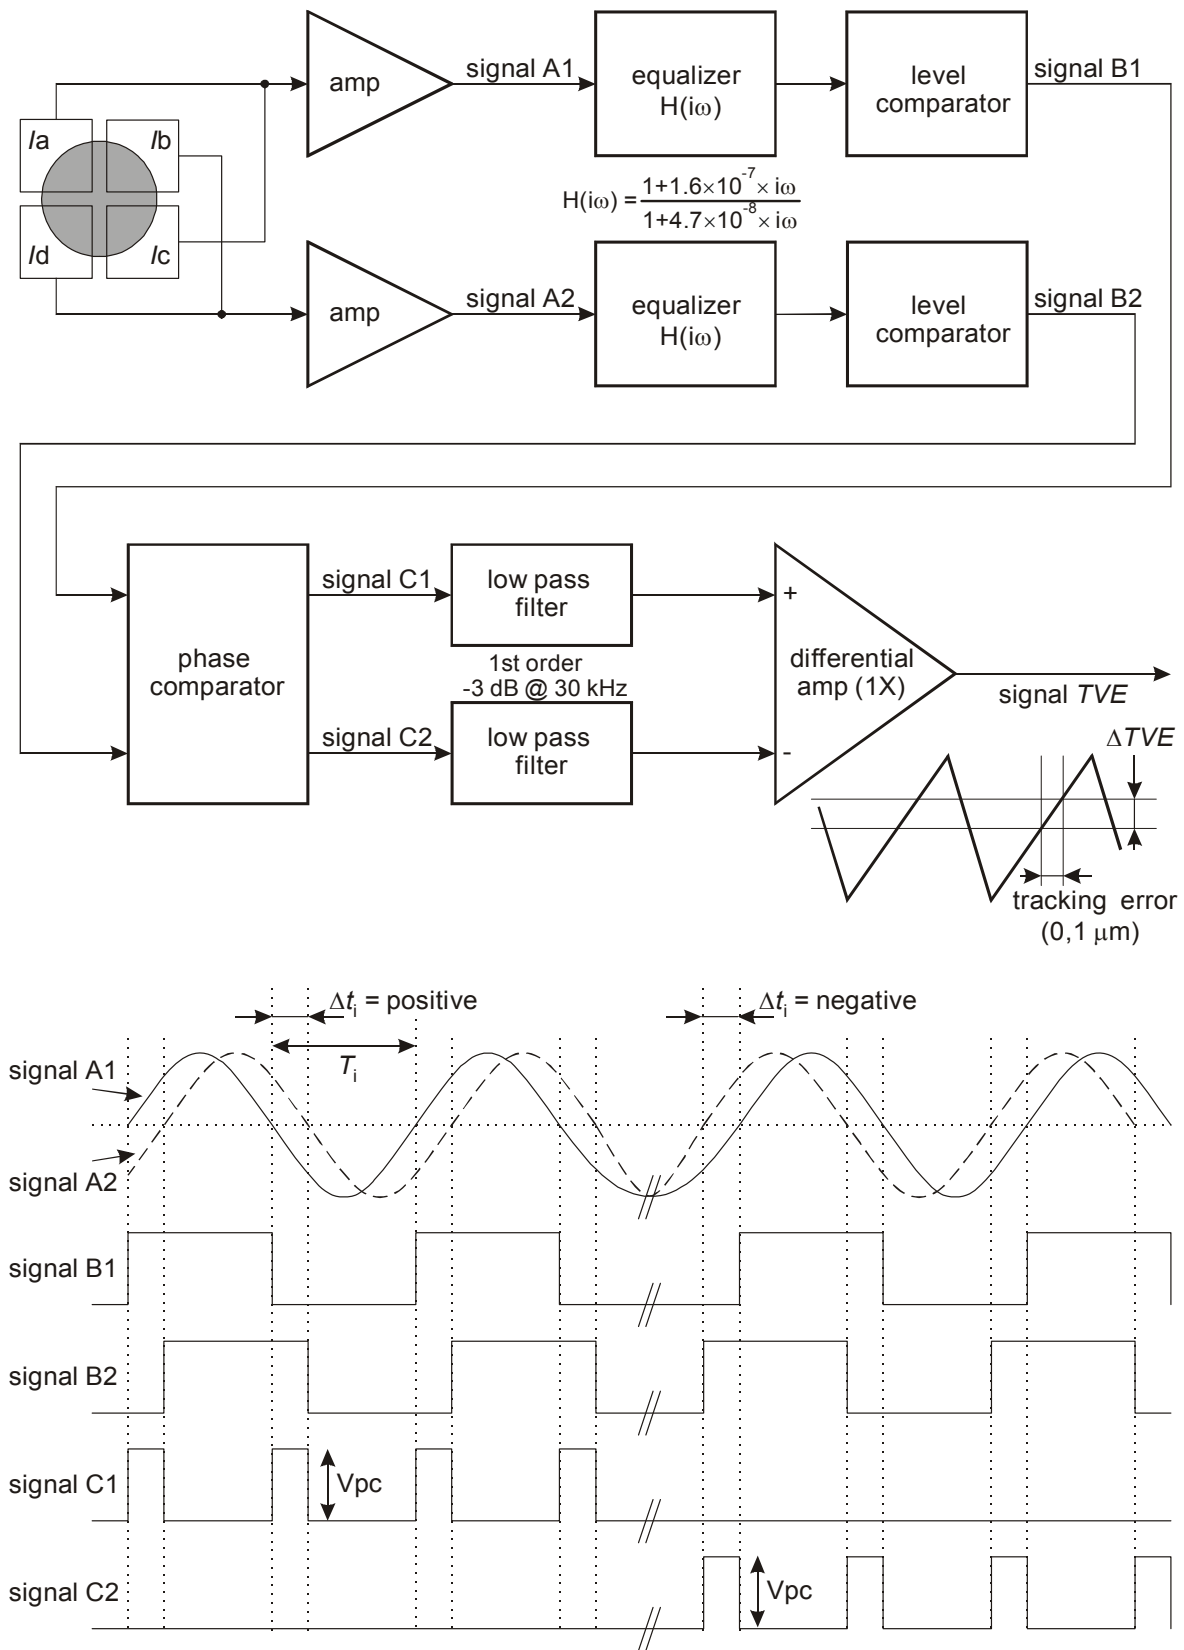 amp
signal A1
equalizer
H(iω)
level
comparator
signal B1
Ia
Ib
Id
Ic
H(iω) = (1+1.6×10⁻⁷× iω)/(1+4.7×10⁻⁸× iω)
amp
signal A2
equalizer
H(iω)
level
comparator
signal B2
phase
comparator
signal C1
low pass
filter
1st order
-3 dB @ 30 kHz
signal C2
low pass
filter
+
differential
amp (1X)
-
signal TVE
ΔTVE
tracking error
(0,1 μm)
Δtᵢ = positive
Δtᵢ = negative
Tᵢ
signal A1
signal A2
signal B1
signal B2
signal C1
Vpc
signal C2
Vpc